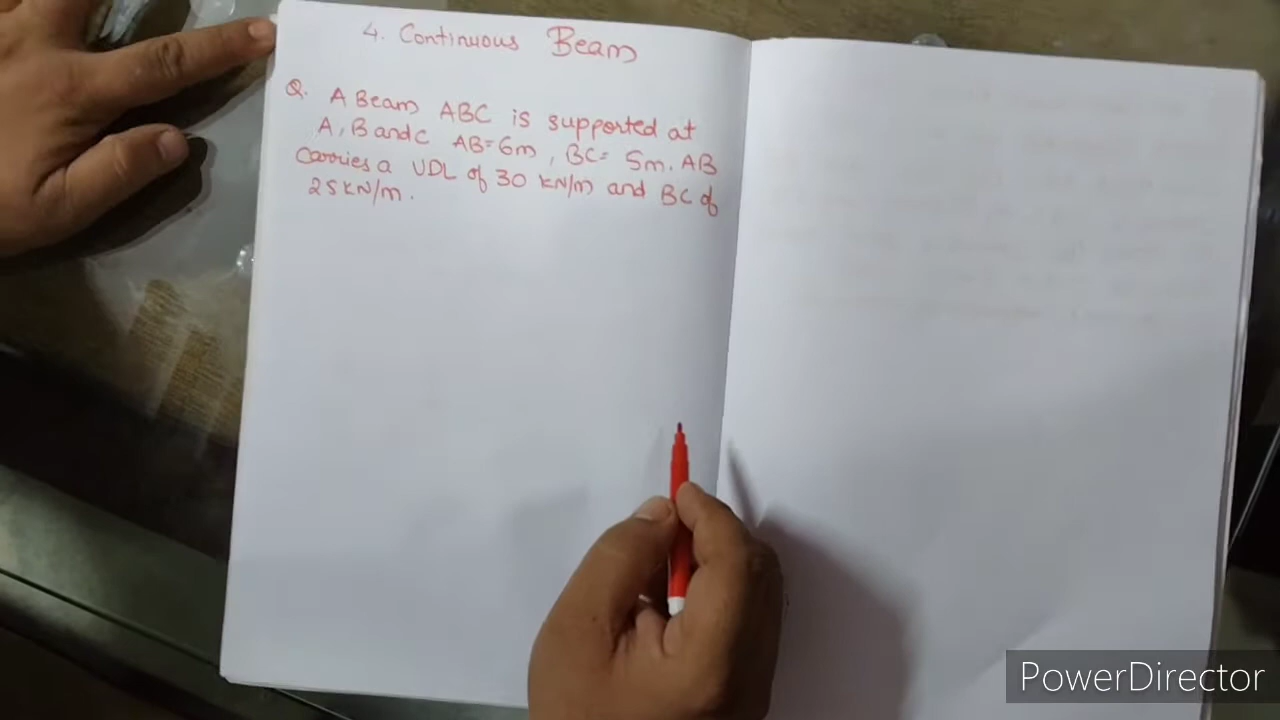 4. Continuous Beam
Q. A Beam ABC is supported at
A, B and C AB=6m, BC= 5m. AB
Carries a UDL of 30 kN/m and BC of
25 KN/m.
PowerDirector